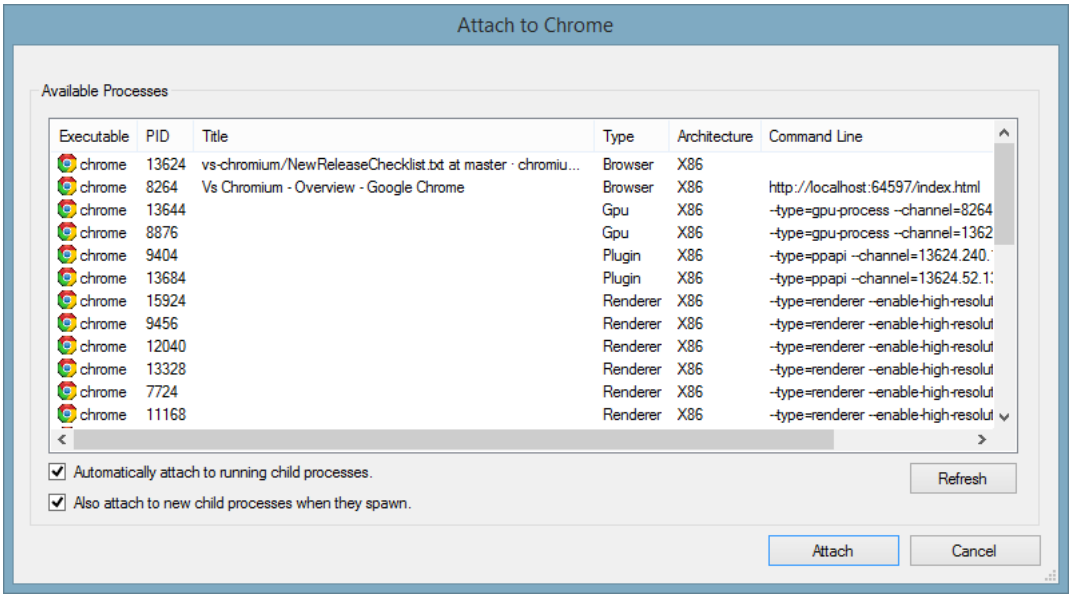 Attach to Chrome
Available Processes
Executable PID Title Type Architecture Command Line
chrome 13624 vs-chromium/NewReleaseChecklist.txt at master · chromiu... Browser X86
chrome 8264 Vs Chromium - Overview - Google Chrome Browser X86 http://localhost:64597/index.html
chrome 13644 Gpu X86 --type=gpu-process --channel=8264
chrome 8876 Gpu X86 --type=gpu-process --channel=1362
chrome 9404 Plugin X86 --type=ppapi --channel=13624.240.
chrome 13684 Plugin X86 --type=ppapi --channel=13624.52.1
chrome 15924 Renderer X86 --type=renderer --enable-high-resolut
chrome 9456 Renderer X86 --type=renderer --enable-high-resolut
chrome 12040 Renderer X86 --type=renderer --enable-high-resolut
chrome 13328 Renderer X86 --type=renderer --enable-high-resolut
chrome 7724 Renderer X86 --type=renderer --enable-high-resolut
chrome 11168 Renderer X86 --type=renderer --enable-high-resolut
Automatically attach to running child processes.
Refresh
Also attach to new child processes when they spawn.
Attach Cancel